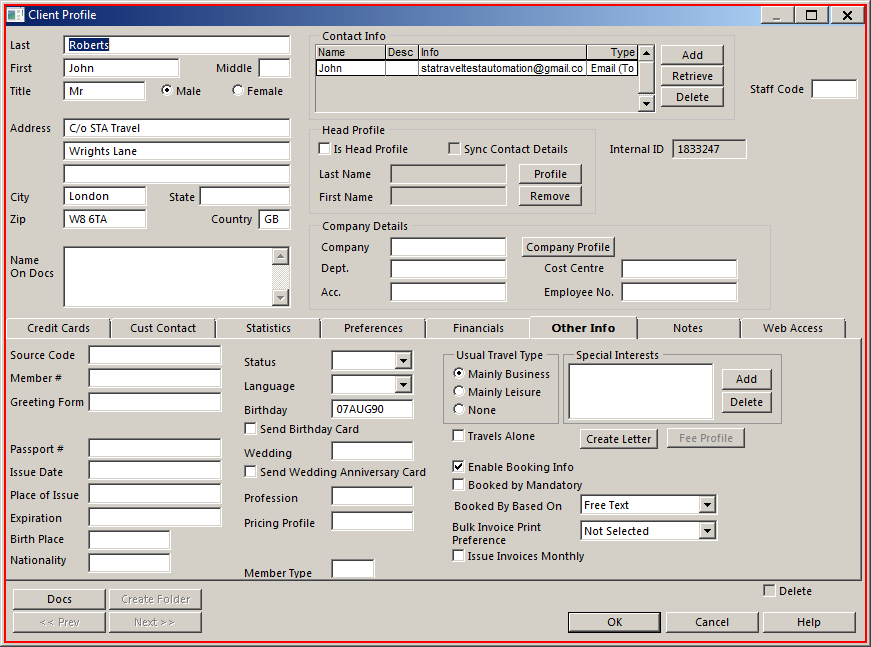 Client Profile
Last Roberts
First John Middle
Title Mr Male Female
Address C/o STA Travel
Wrights Lane
City London State
Zip W8 6TA Country GB
Name
On Docs
Contact Info
Name Desc Info Type
John statraveltestautomation@gmail.co Email (To
Add
Retrieve
Delete
Staff Code
Head Profile
Is Head Profile Sync Contact Details
Last Name Profile
First Name Remove
Internal ID 1833247
Company Details
Company Company Profile
Dept. Cost Centre
Acc. Employee No.
Credit Cards Cust Contact Statistics Preferences Financials Other Info Notes Web Access
Source Code
Member #
Greeting Form
Passport #
Issue Date
Place of Issue
Expiration
Birth Place
Nationality
Status
Language
Birthday 07AUG90
Send Birthday Card
Wedding
Send Wedding Anniversary Card
Profession
Pricing Profile
Member Type
Usual Travel Type
Mainly Business
Mainly Leisure
None
Special Interests
Add
Delete
Travels Alone Create Letter Fee Profile
Enable Booking Info
Booked by Mandatory
Booked By Based On Free Text
Bulk Invoice Print
Preference Not Selected
Issue Invoices Monthly
Docs Create Folder
<< Prev Next >>
Delete
OK Cancel Help